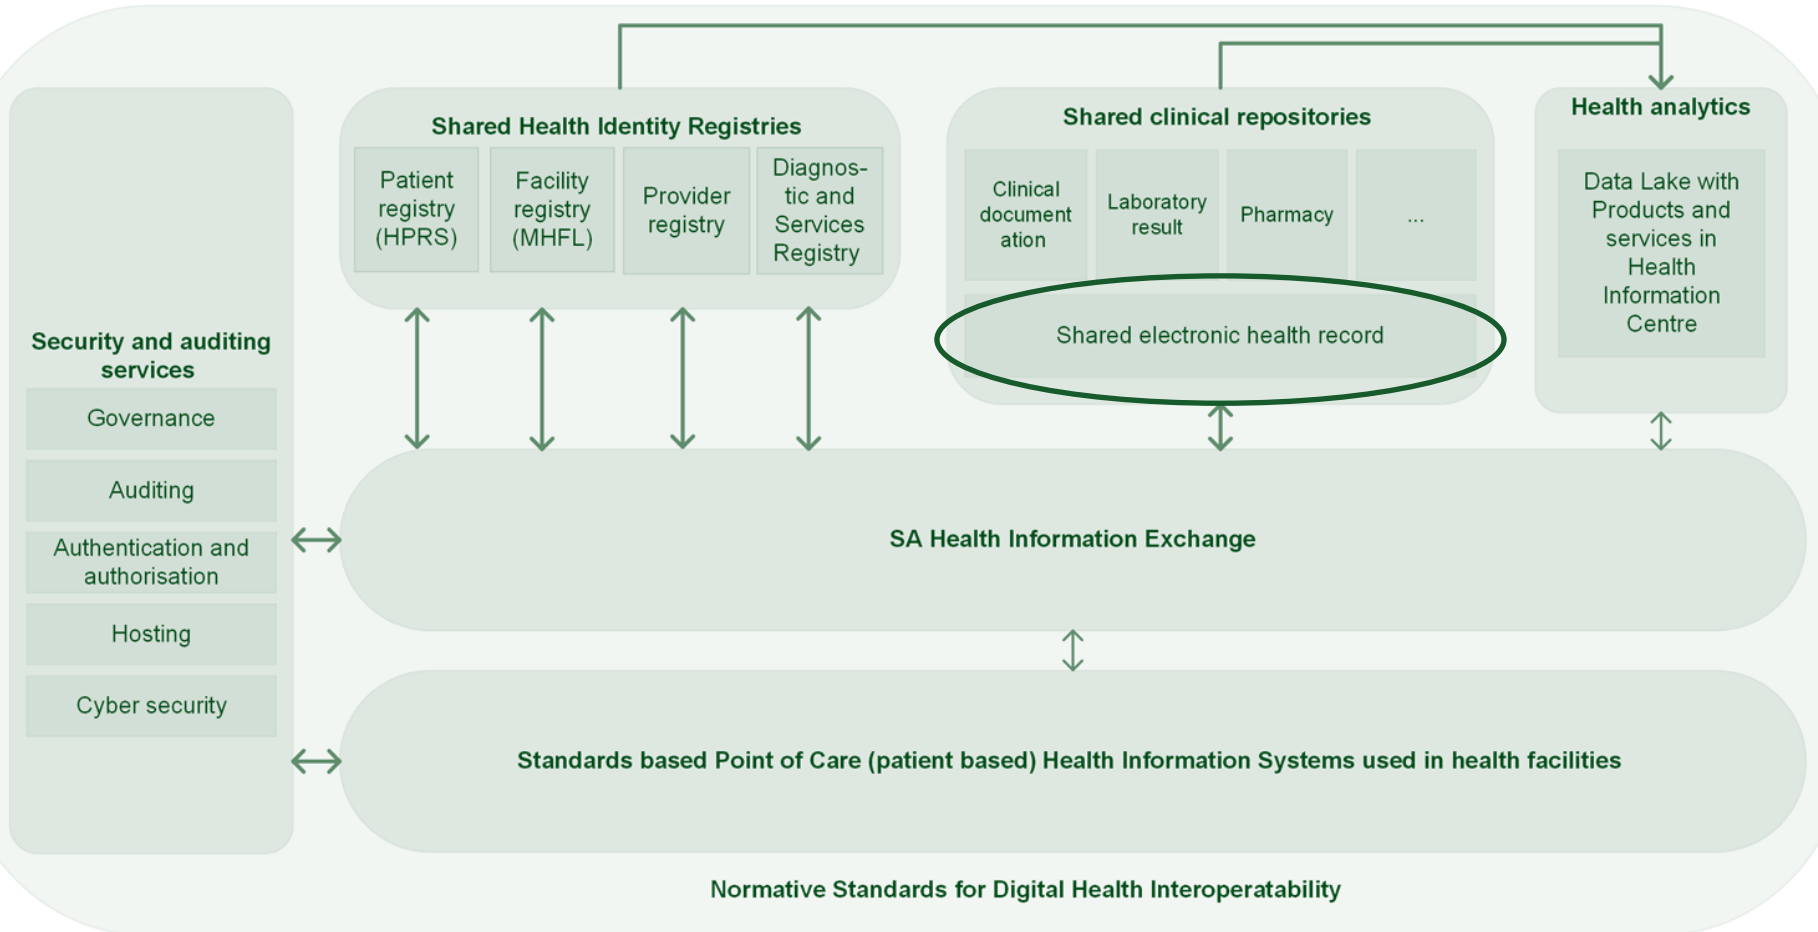 Security and auditing
services
Governance
Auditing
Authentication and
authorisation
Hosting
Cyber security
Shared Health Identity Registries
Patient
registry
(HPRS)
Facility
registry
(MHFL)
Provider
registry
Diagnos-
tic and
Services
Registry
Shared clinical repositories
Clinical
document
ation
Laboratory
result
Pharmacy
...
Shared electronic health record
Health analytics
Data Lake with
Products and
services in
Health
Information
Centre
SA Health Information Exchange
Standards based Point of Care (patient based) Health Information Systems used in health facilities
Normative Standards for Digital Health Interoperatability